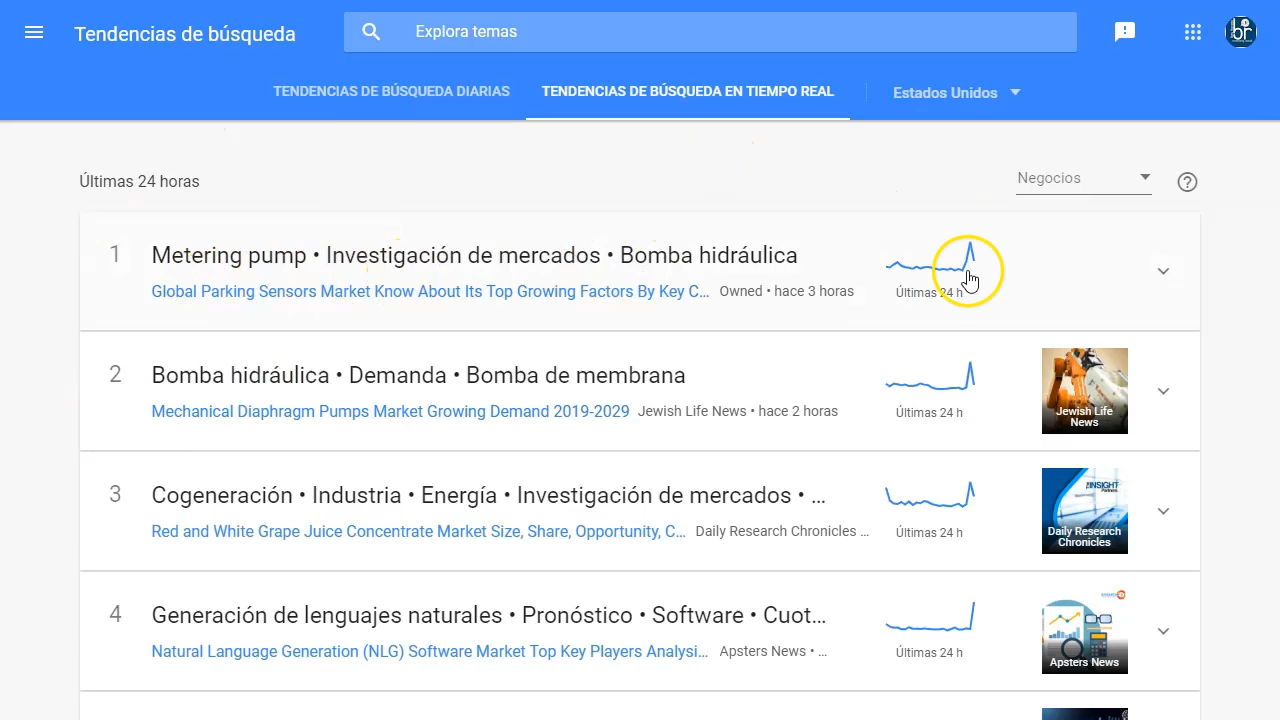 Tendencias de búsqueda
Explora temas
br
TENDENCIAS DE BÚSQUEDA DIARIAS
TENDENCIAS DE BÚSQUEDA EN TIEMPO REAL
Estados Unidos
Últimas 24 horas
Negocios
1
Metering pump • Investigación de mercados • Bomba hidráulica
Global Parking Sensors Market Know About Its Top Growing Factors By Key C... Owned • hace 3 horas
Últimas 24 h
2
Bomba hidráulica • Demanda • Bomba de membrana
Mechanical Diaphragm Pumps Market Growing Demand 2019-2029 Jewish Life News • hace 2 horas
Últimas 24 h
Jewish Life
News
3
Cogeneración • Industria • Energía • Investigación de mercados • ...
Red and White Grape Juice Concentrate Market Size, Share, Opportunity, C... Daily Research Chronicles ...
Últimas 24 h
INSIGHT
Partners
Daily Research
Chronicles
4
Generación de lenguajes naturales • Pronóstico • Software • Cuot...
Natural Language Generation (NLG) Software Market Top Key Players Analysi... Apsters News • ...
Últimas 24 h
Apsters News